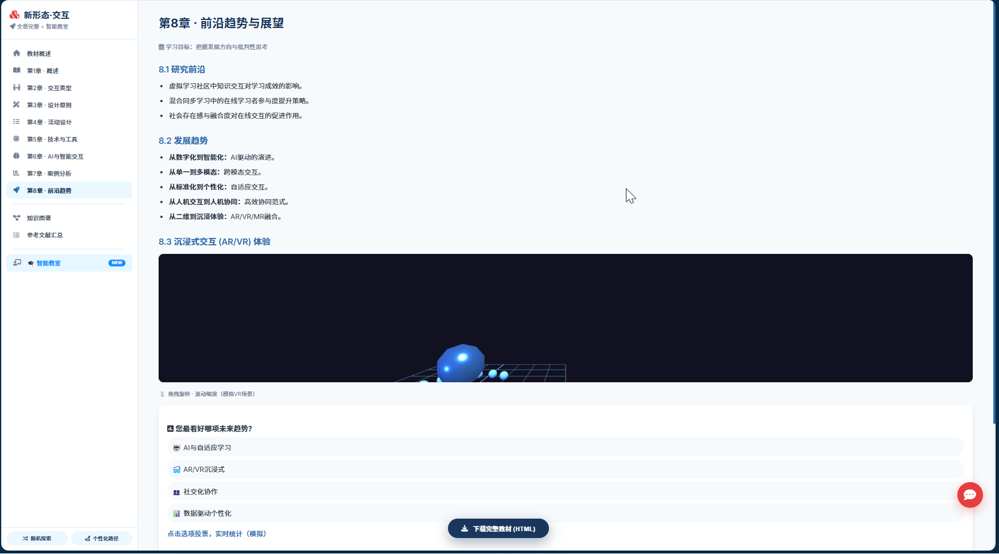 新形态·交互
全章完整 + 智能教室
教材概述
第1章 · 概述
第2章 · 交互类型
第3章 · 设计原则
第4章 · 活动设计
第5章 · 技术与工具
第6章 · AI与智能交互
第7章 · 案例分析
第8章 · 前沿趋势
知识图谱
参考文献汇总
智能教室 NEW
随机探索
个性化路径
第8章 · 前沿趋势与展望
学习目标：把握发展方向与批判性思考
8.1 研究前沿
• 虚拟学习社区中知识交互对学习成效的影响。
• 混合同步学习中的在线学习者参与度提升策略。
• 社会存在感与融合度对在线交互的促进作用。
8.2 发展趋势
• 从数字化到智能化：AI驱动的演进。
• 从单一到多模态：跨模态交互。
• 从标准化到个性化：自适应交互。
• 从人机交互到人机协同：高效协同范式。
• 从二维到沉浸体验：AR/VR/MR融合。
8.3 沉浸式交互 (AR/VR) 体验
拖拽旋转 · 滚动缩放（模拟VR场景）
您最看好哪项未来趋势？
AI与自适应学习
AR/VR沉浸式
社交化协作
数据驱动个性化
点击选项投票，实时统计（模拟）
下载完整教材 (HTML)